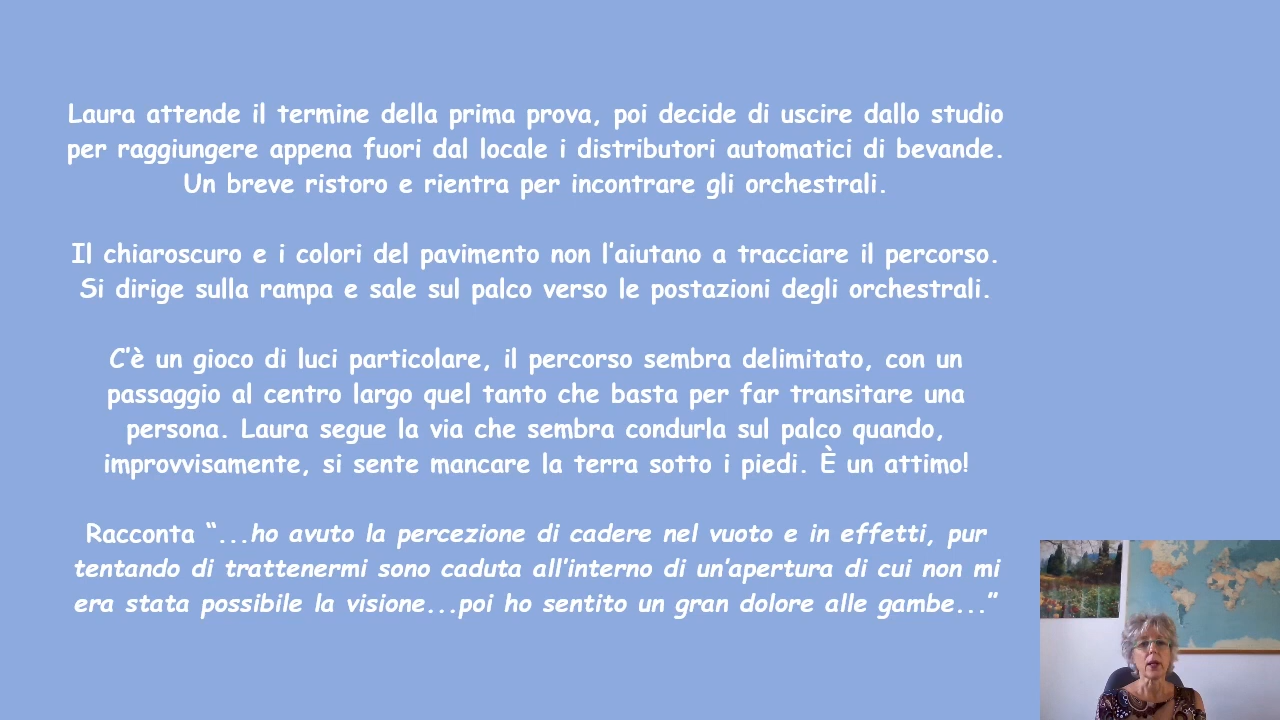 Laura attende il termine della prima prova, poi decide di uscire dallo studio
per raggiungere appena fuori dal locale i distributori automatici di bevande.
Un breve ristoro e rientra per incontrare gli orchestrali.
Il chiaroscuro e i colori del pavimento non l’aiutano a tracciare il percorso.
Si dirige sulla rampa e sale sul palco verso le postazioni degli orchestrali.
C’è un gioco di luci particolare, il percorso sembra delimitato, con un
passaggio al centro largo quel tanto che basta per far transitare una
persona. Laura segue la via che sembra condurla sul palco quando,
improvvisamente, si sente mancare la terra sotto i piedi. È un attimo!
Racconta “...ho avuto la percezione di cadere nel vuoto e in effetti, pur
tentando di trattenermi sono caduta all’interno di un’apertura di cui non mi
era stata possibile la visione...poi ho sentito un gran dolore alle gambe...”